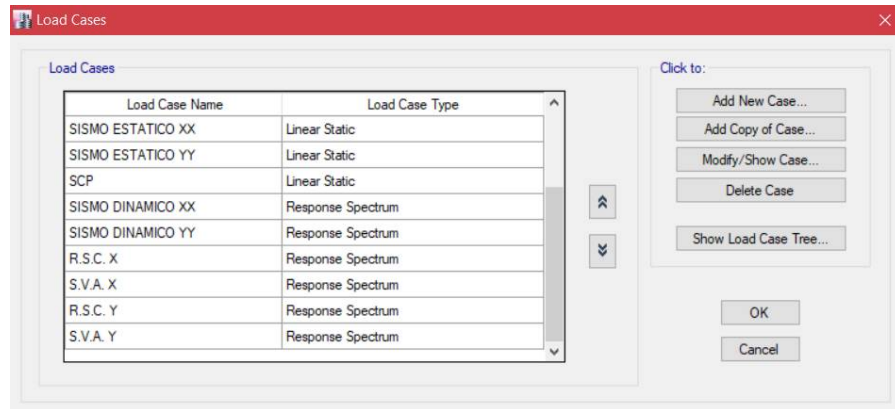 Load Cases
Load Cases
Click to:
Load Case Name Load Case Type
SISMO ESTATICO XX Linear Static
SISMO ESTATICO YY Linear Static
SCP Linear Static
SISMO DINAMICO XX Response Spectrum
SISMO DINAMICO YY Response Spectrum
R.S.C. X Response Spectrum
S.V.A. X Response Spectrum
R.S.C. Y Response Spectrum
S.V.A. Y Response Spectrum
Add New Case...
Add Copy of Case...
Modify/Show Case...
Delete Case
Show Load Case Tree...
OK
Cancel